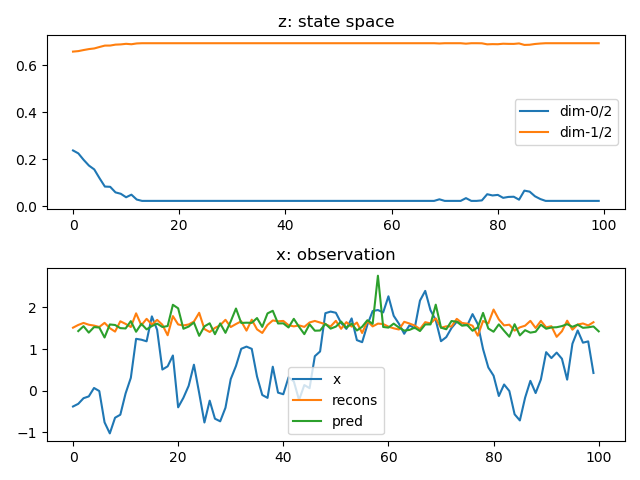 z: state space
0.6
0.4
0.2
0.0
dim-0/2
dim-1/2
0 20 40 60 80 100
x: observation
2
1
0
−1
x
recons
pred
0 20 40 60 80 100